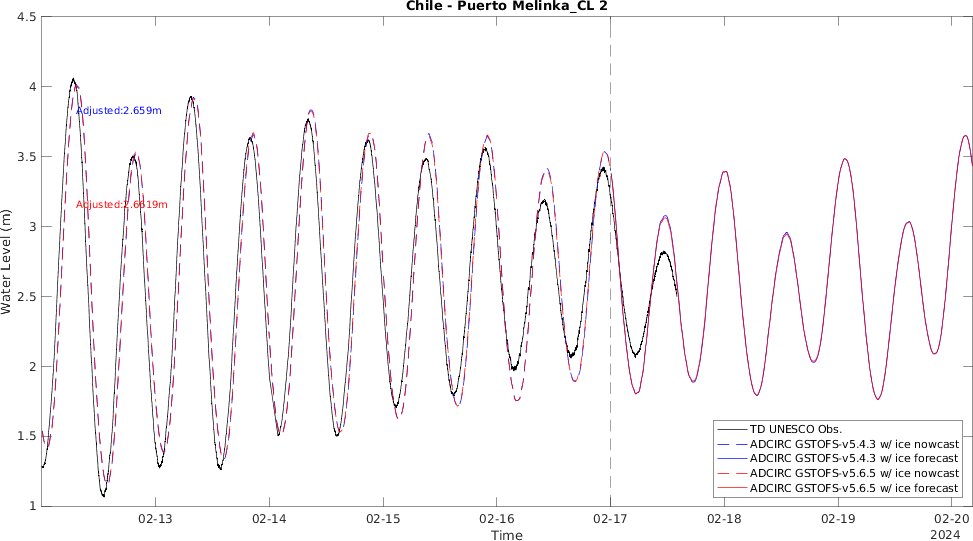 Chile - Puerto Melinka_CL 2
4.5
4
3.5
3
2.5
2
1.5
1
Water Level (m)
Adjusted:2.659m
Adjusted:2.6619m
TD UNESCO Obs.
ADCIRC GSTOFS-v5.4.3 w/ ice nowcast
ADCIRC GSTOFS-v5.4.3 w/ ice forecast
ADCIRC GSTOFS-v5.6.5 w/ ice nowcast
ADCIRC GSTOFS-v5.6.5 w/ ice forecast
02-13 02-14 02-15 02-16 02-17 02-18 02-19 02-20
Time
2024